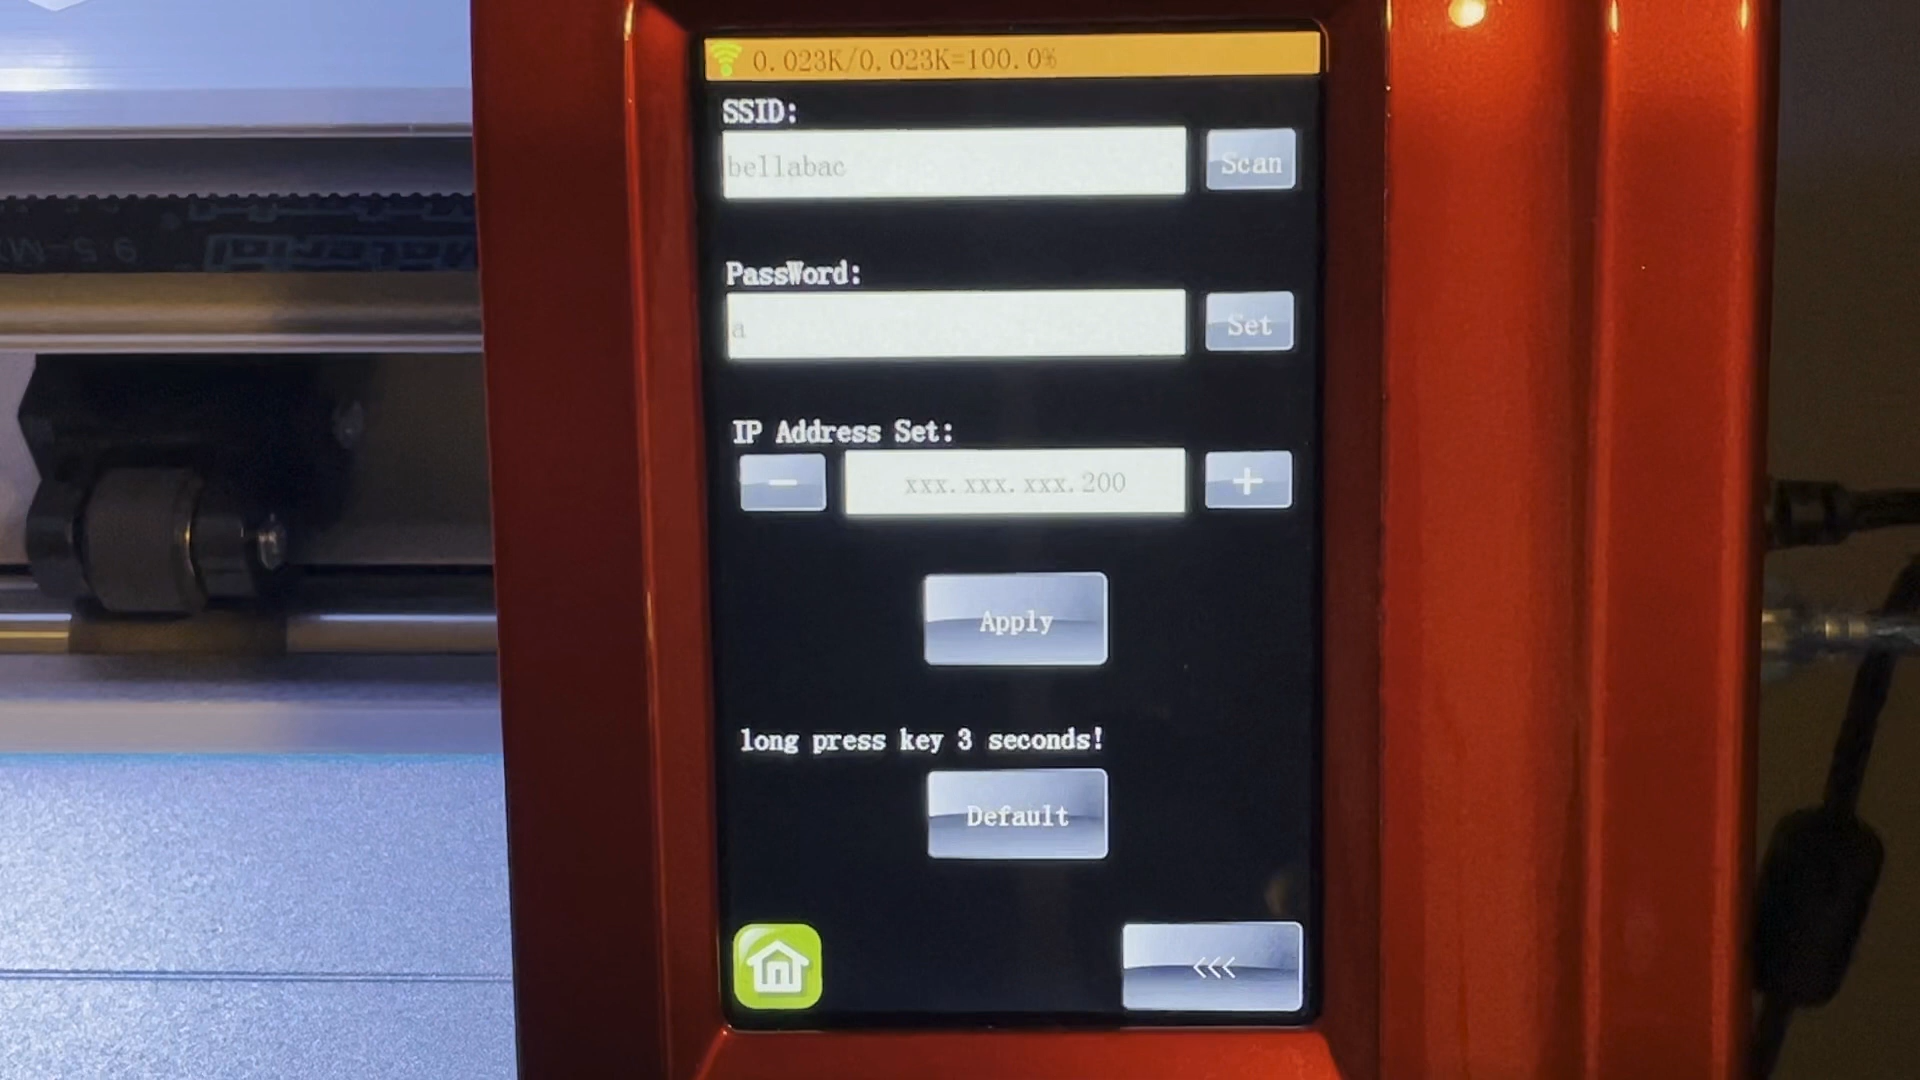 0.023K/0.023K=100.0%
SSID:
bellabac
Scan
PassWord:
a
Set
IP Address Set:
-
xxx.xxx.xxx.200
+
Apply
long press key 3 seconds!
Default
<<<